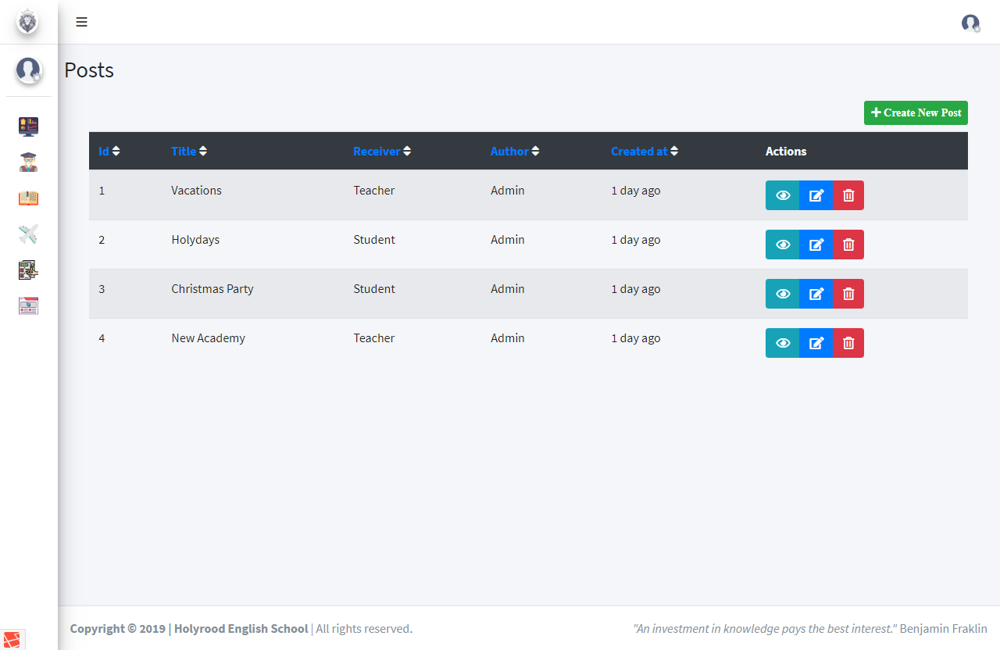 Posts
Create New Post
Id Title Receiver Author Created at Actions
1 Vacations Teacher Admin 1 day ago
2 Holydays Student Admin 1 day ago
3 Christmas Party Student Admin 1 day ago
4 New Academy Teacher Admin 1 day ago
Copyright © 2019 | Holyrood English School | All rights reserved. "An investment in knowledge pays the best interest." Benjamin Fraklin